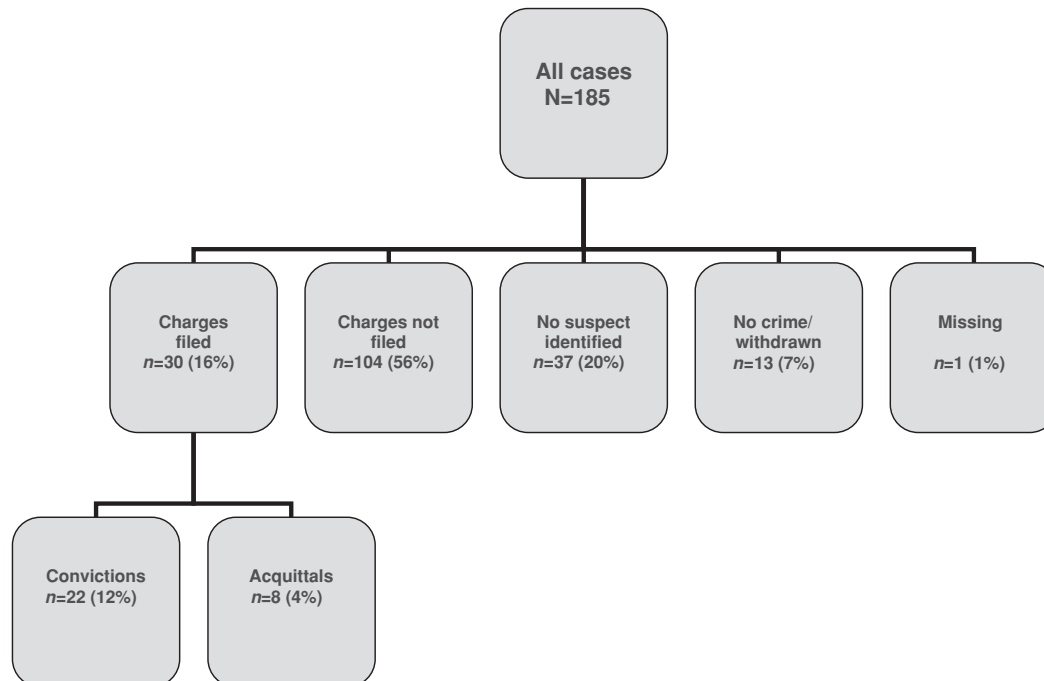 All cases
N=185
Charges
filed
n=30 (16%)
Charges not
filed
n=104 (56%)
No suspect
identified
n=37 (20%)
No crime/
withdrawn
n=13 (7%)
Missing
n=1 (1%)
Convictions
n=22 (12%)
Acquittals
n=8 (4%)